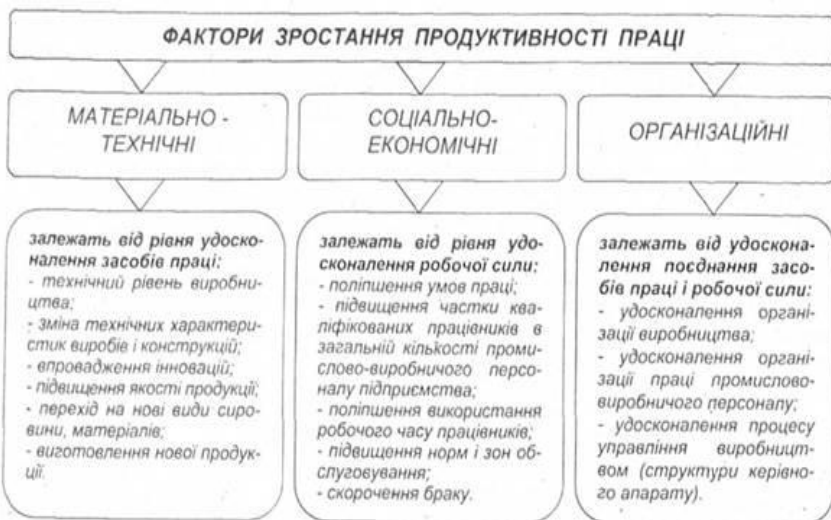 ФАКТОРИ ЗРОСТАННЯ ПРОДУКТИВНОСТІ ПРАЦІ
МАТЕРІАЛЬНО -
ТЕХНІЧНІ
СОЦІАЛЬНО-
ЕКОНОМІЧНІ
ОРГАНІЗАЦІЙНІ
залежать від рівня удоско-
налення засобів праці:
- технічний рівень виробни-
цтва;
- зміна технічних характери-
стик виробів і конструкцій;
- впровадження інновацій;
- підвищення якості продукції;
- перехід на нові види сиро-
вини, матеріалів;
- виготовлення нової продук-
ції.
залежать від рівня удо-
сконалення робочої сили:
- поліпшення умов праці;
- підвищення частки ква-
ліфікованих працівників в
загальній кількості проми-
слово-виробничого персо-
налу підприємства;
- поліпшення використання
робочого часу працівників;
- підвищення норм і зон об-
слуговування;
- скорочення браку.
залежать від удоскона-
лення поєднання засо-
бів праці і робочої сили:
- удосконалення органі-
зації виробництва;
- удосконалення органі-
зації праці промислово-
виробничого персоналу;
- удосконалення процесу
управління виробницт-
вом (структури керівно-
го апарату).